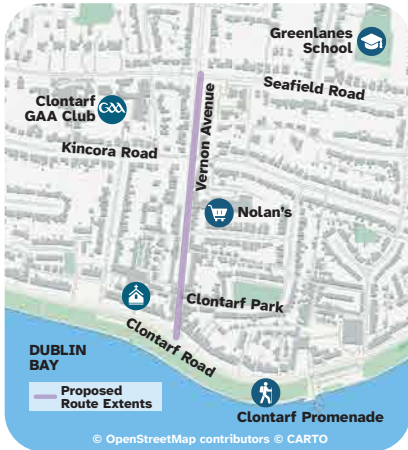 Greenlanes
School
Seafield Road
Clontarf
GAA Club
GAA
Vernon Avenue
Kincora Road
Nolan's
Clontarf Park
Clontarf Road
DUBLIN
BAY
Proposed
Route Extents
Clontarf Promenade
© OpenStreetMap contributors © CARTO